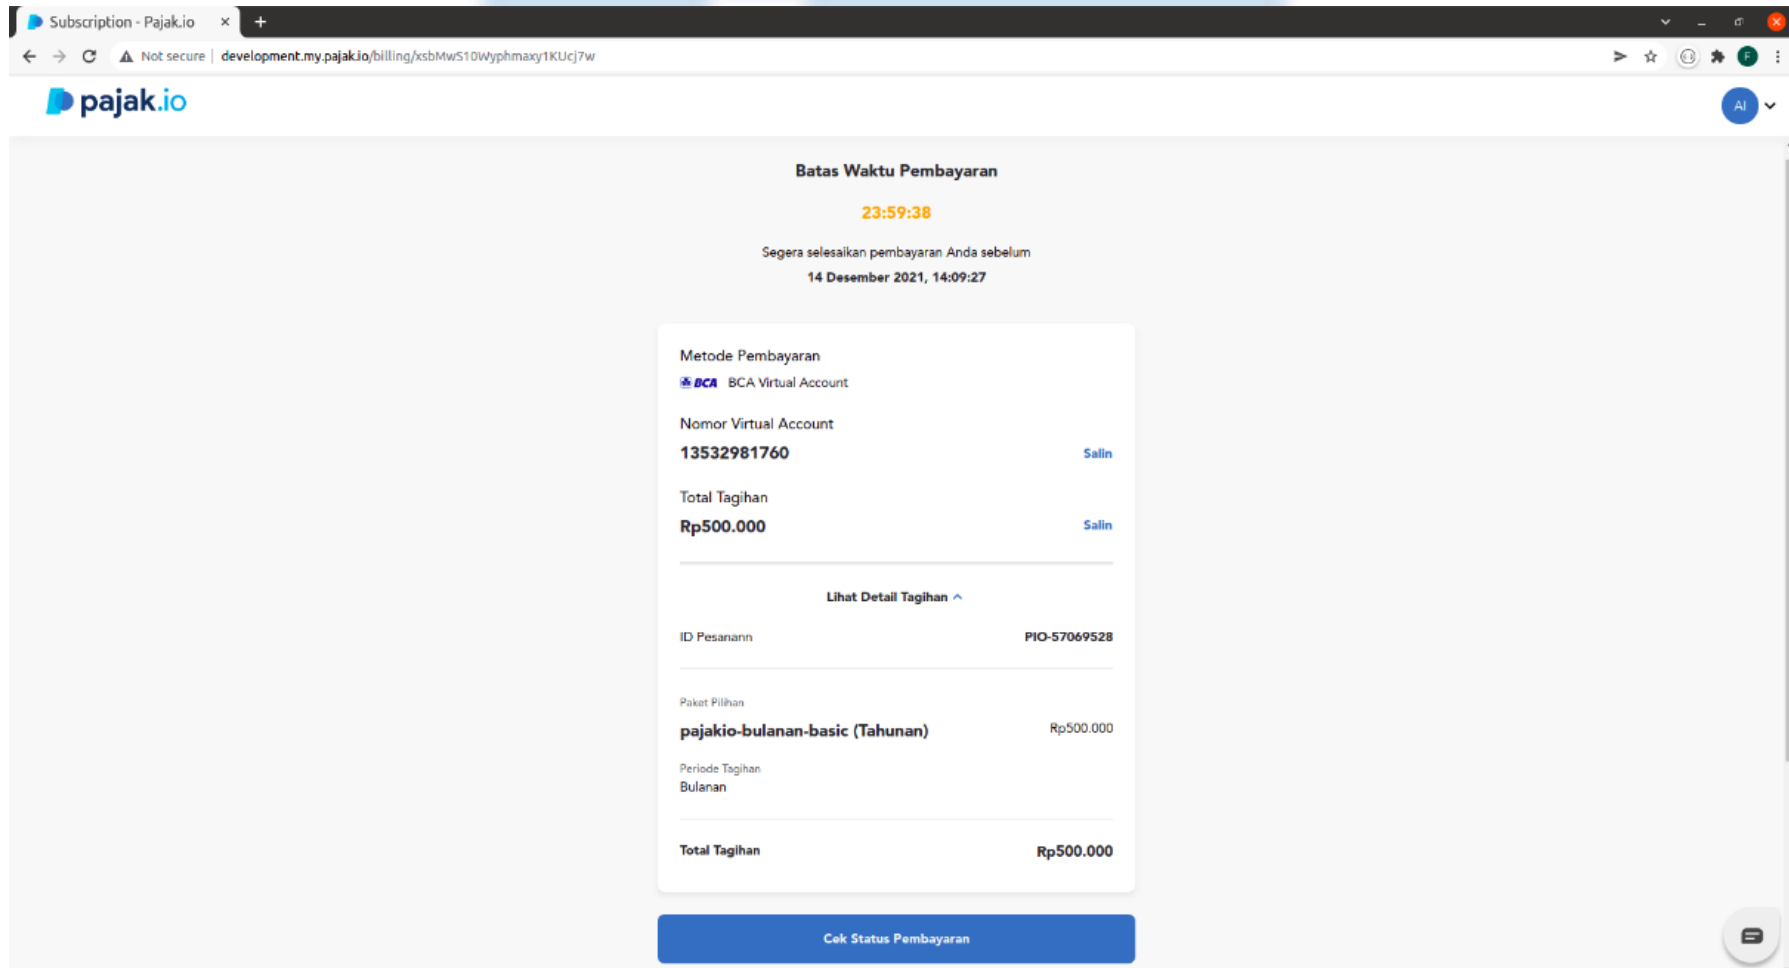 Subscription - Pajak.io
Not secure | development.my.pajak.io/billing/xsbMwS10Wyphmaxy1KUcj7w
F
pajak.io
AI
Batas Waktu Pembayaran
23:59:38
Segera selesaikan pembayaran Anda sebelum
14 Desember 2021, 14:09:27
Metode Pembayaran
BCA BCA Virtual Account
Nomor Virtual Account
13532981760 Salin
Total Tagihan
Rp500.000 Salin
Lihat Detail Tagihan
ID Pesanann PIO-57069528
Paket Pilihan
pajakio-bulanan-basic (Tahunan) Rp500.000
Periode Tagihan
Bulanan
Total Tagihan Rp500.000
Cek Status Pembayaran